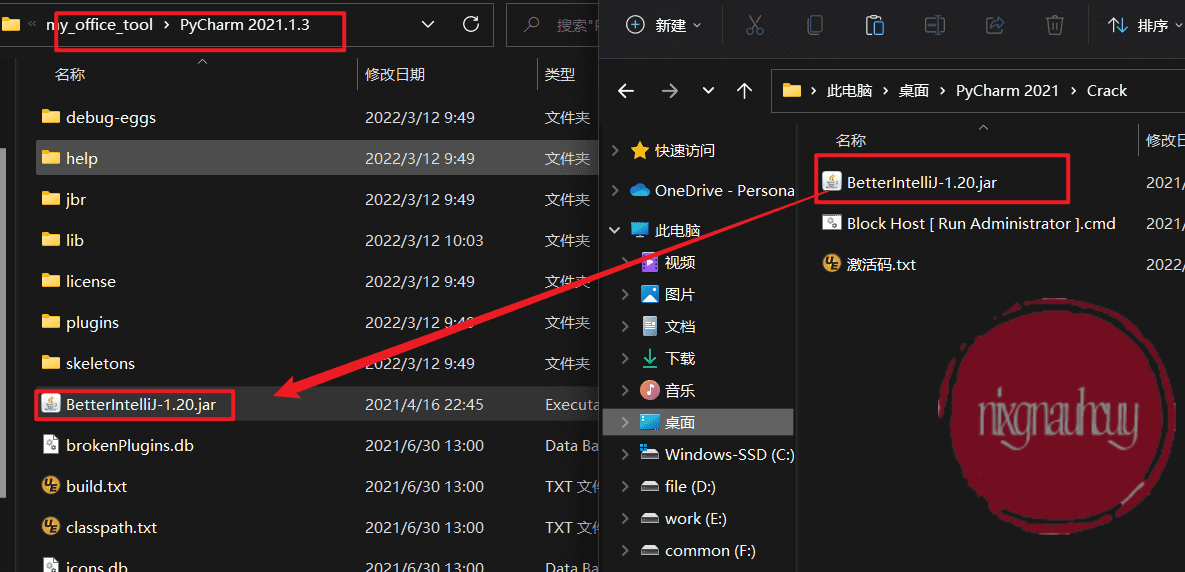 my_office_tool › PyCharm 2021.1.3
名称 修改日期 类型
debug-eggs 2022/3/12 9:49 文件夹
help 2022/3/12 9:49 文件夹
jbr 2022/3/12 9:49 文件夹
lib 2022/3/12 10:03 文件夹
license 2022/3/12 9:49 文件夹
plugins 2022/3/12 9:49 文件夹
skeletons 2022/3/12 9:49 文件夹
BetterIntelliJ-1.20.jar 2021/4/16 22:45 Executa
brokenPlugins.db 2021/6/30 13:00 Data Ba
build.txt 2021/6/30 13:00 TXT 文件
classpath.txt 2021/6/30 13:00 TXT 文件
icons.db 2021/6/30 13:00 Data Ba
搜索"P
新建 排序
此电脑 › 桌面 › PyCharm 2021 › Crack
快速访问
OneDrive - Persona
此电脑
视频
图片
文档
下载
音乐
桌面
Windows-SSD (C:)
file (D:)
work (E:)
common (F:)
名称 修改日
BetterIntelliJ-1.20.jar 2021/
Block Host [ Run Administrator ].cmd 2021/
激活码.txt 2022/